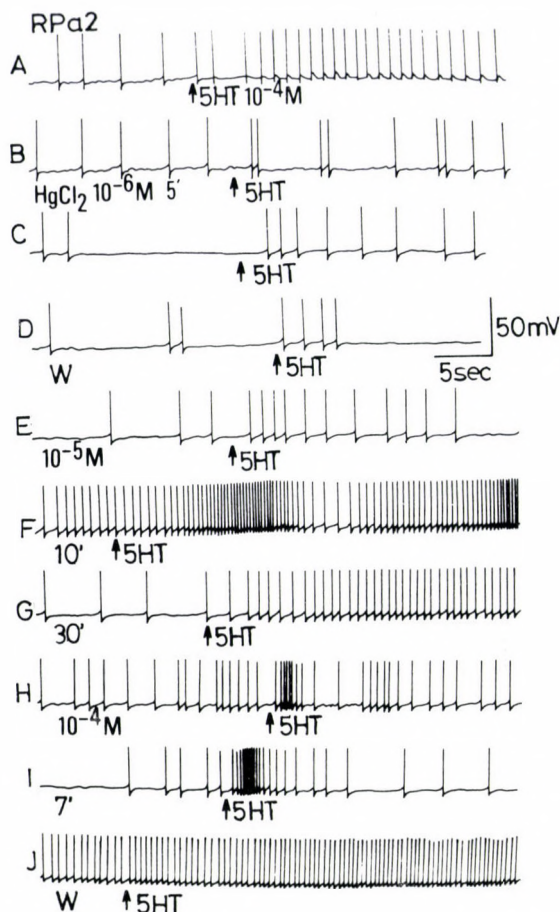 RPa2
A
↑5HT 10⁻⁴M
B
HgCl₂ 10⁻⁶M 5' ↑5HT
C
↑5HT
D
50mV
W ↑5HT 5sec
E
10⁻⁵M ↑5HT
F
10' ↑5HT
G
30' ↑5HT
H
10⁻⁴M ↑5HT
I
7' ↑5HT
J
W ↑5HT